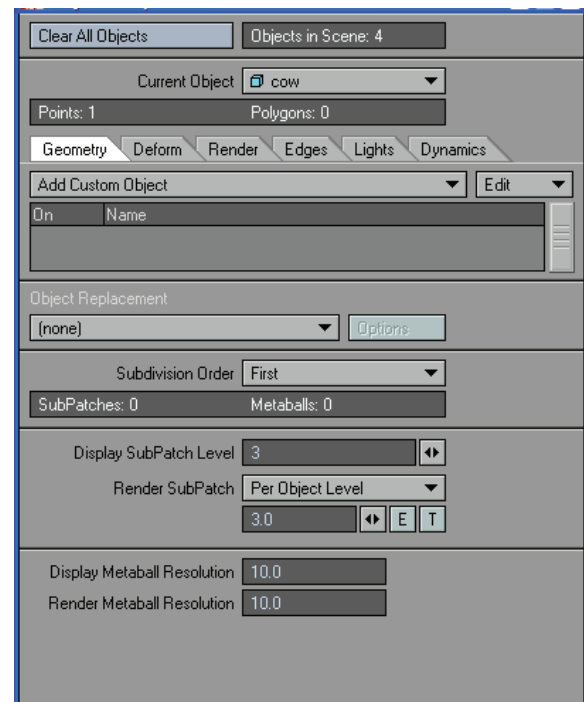 Clear All Objects Objects in Scene: 4
Current Object cow
Points: 1 Polygons: 0
Geometry Deform Render Edges Lights Dynamics
Add Custom Object Edit
On Name
Object Replacement
(none) Options
Subdivision Order First
SubPatches: 0 Metaballs: 0
Display SubPatch Level 3
Render SubPatch Per Object Level
3.0 E T
Display Metaball Resolution 10.0
Render Metaball Resolution 10.0